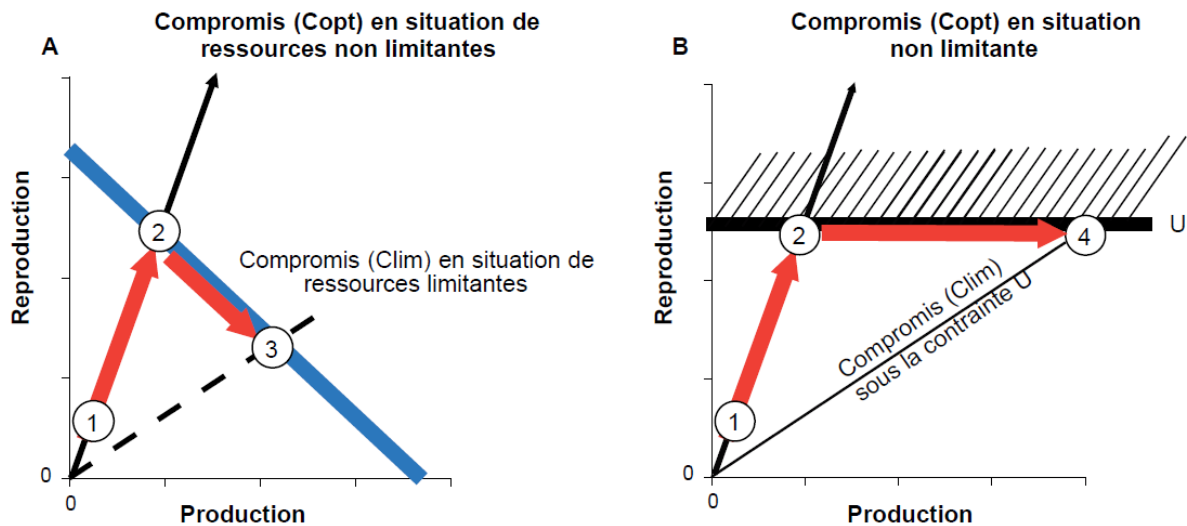 A
Compromis (Copt) en situation de
ressources non limitantes
Reproduction
2
Compromis (Clim) en situation de
ressources limitantes
3
1
0
0
Production
B
Compromis (Copt) en situation
non limitante
Reproduction
U
2
4
Compromis (Clim)
sous la contrainte U
1
0
0
Production